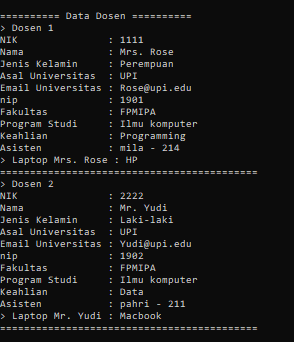 ========== Data Dosen ==========
> Dosen 1
NIK : 1111
Nama : Mrs. Rose
Jenis Kelamin : Perempuan
Asal Universitas : UPI
Email Universitas : Rose@upi.edu
nip : 1901
Fakultas : FPMIPA
Program Studi : Ilmu komputer
Keahlian : Programming
Asisten : mila - 214
> Laptop Mrs. Rose : HP
===========================================
> Dosen 2
NIK : 2222
Nama : Mr. Yudi
Jenis Kelamin : Laki-laki
Asal Universitas : UPI
Email Universitas : Yudi@upi.edu
nip : 1902
Fakultas : FPMIPA
Program Studi : Ilmu komputer
Keahlian : Data
Asisten : pahri - 211
> Laptop Mr. Yudi : Macbook
===========================================